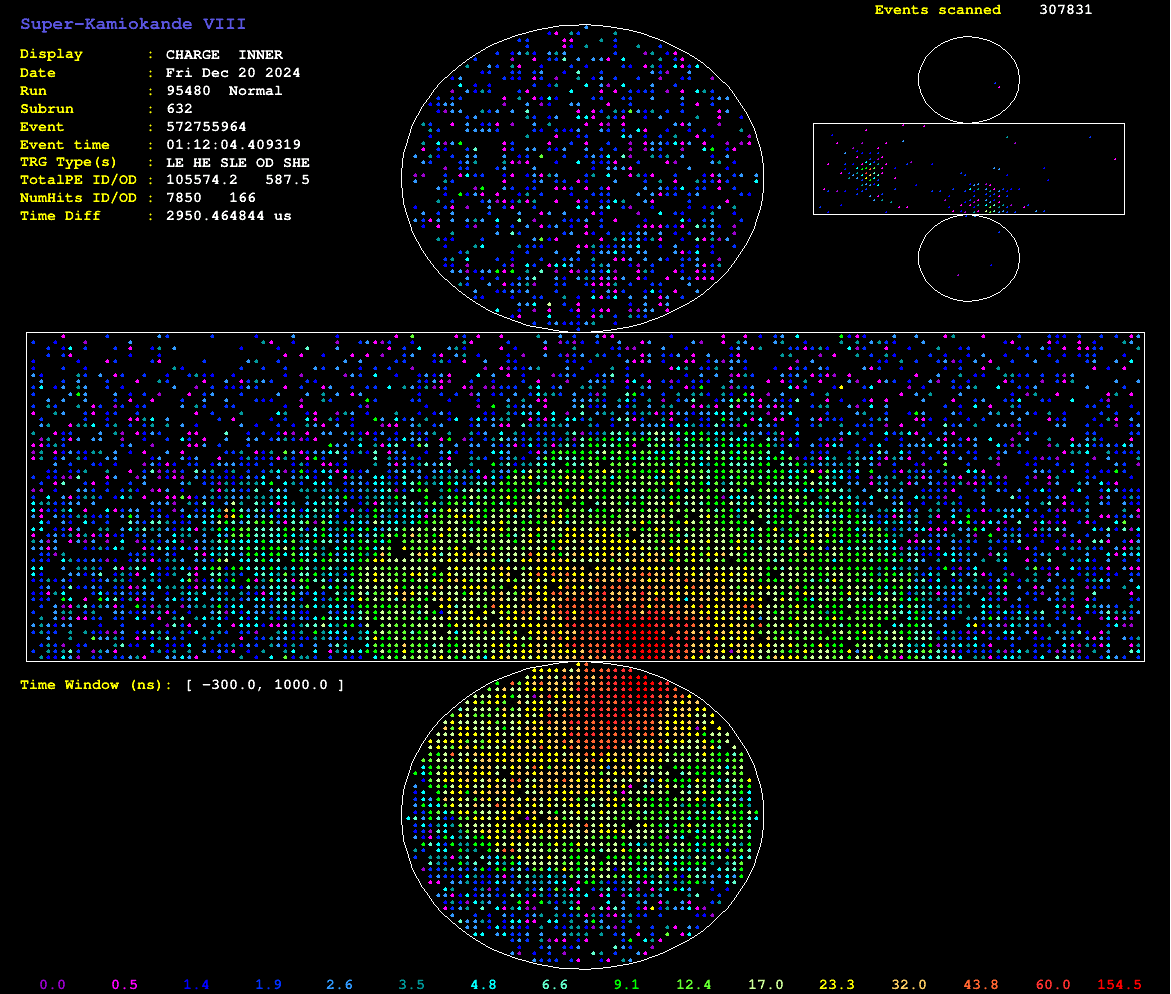 Super-Kamiokande VIII
Events scanned 307831
Display : CHARGE INNER
Date : Fri Dec 20 2024
Run : 95480 Normal
Subrun : 632
Event : 572755964
Event time : 01:12:04.409319
TRG Type(s) : LE HE SLE OD SHE
TotalPE ID/OD : 105574.2 587.5
NumHits ID/OD : 7850 166
Time Diff : 2950.464844 us
Time Window (ns): [ −300.0, 1000.0 ]
0.0 0.5 1.4 1.9 2.6 3.5 4.8 6.6 9.1 12.4 17.0 23.3 32.0 43.8 60.0 154.5